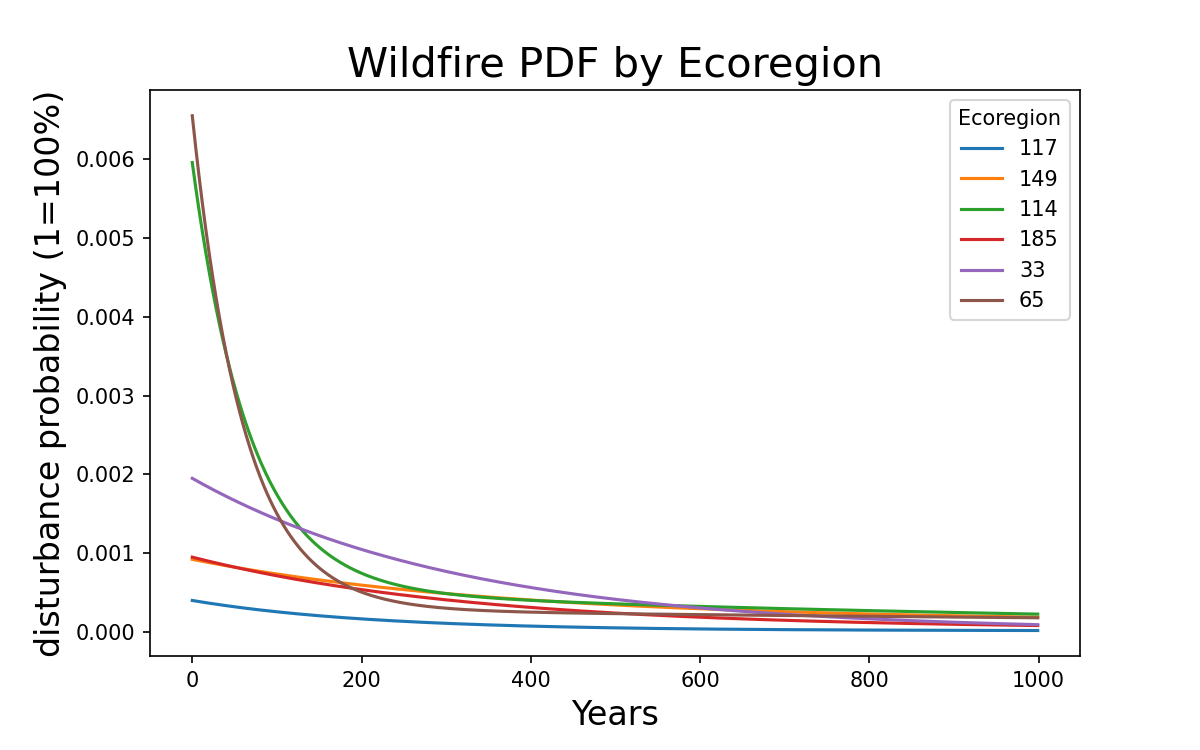 Wildfire PDF by Ecoregion
disturbance probability (1=100%)
0.006
0.005
0.004
0.003
0.002
0.001
0.000
Ecoregion
117
149
114
185
33
65
0 200 400 600 800 1000
Years